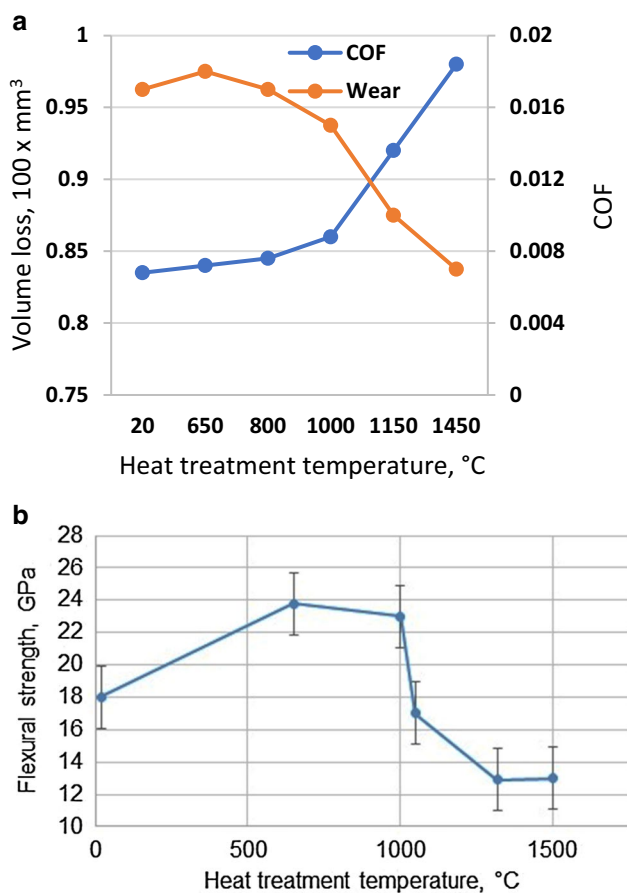 a
COF
Wear
Volume loss, 100 x mm³
1
0.95
0.9
0.85
0.8
0.75
0.02
0.016
0.012
0.008
0.004
0
COF
20 650 800 1000 1150 1450
Heat treatment temperature, °C
b
Flexural strength, GPa
28
26
24
22
20
18
16
14
12
10
0 500 1000 1500
Heat treatment temperature, °C